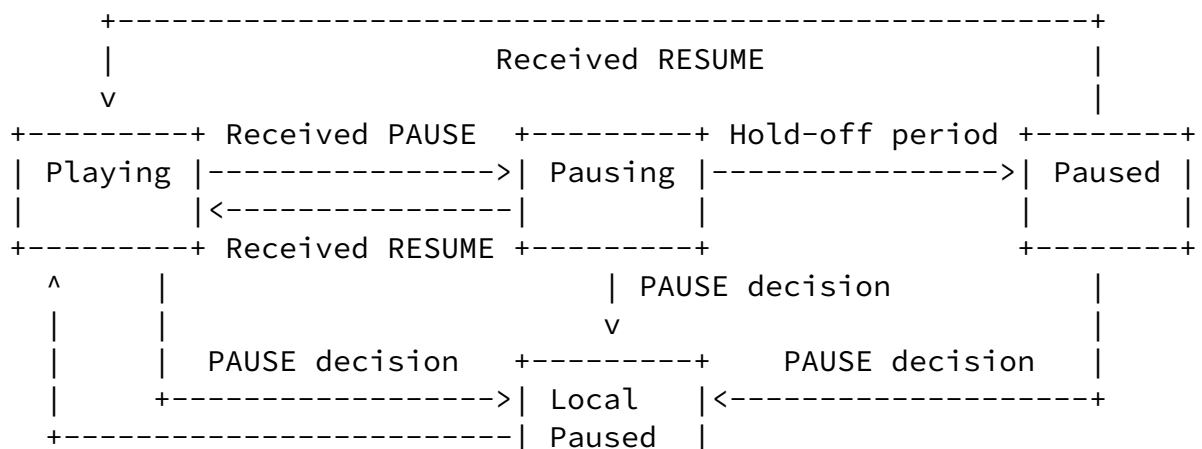 Received RESUME
Received PAUSE Hold-off period
Playing Pausing Paused
Received RESUME
PAUSE decision
PAUSE decision PAUSE decision
Local
Paused